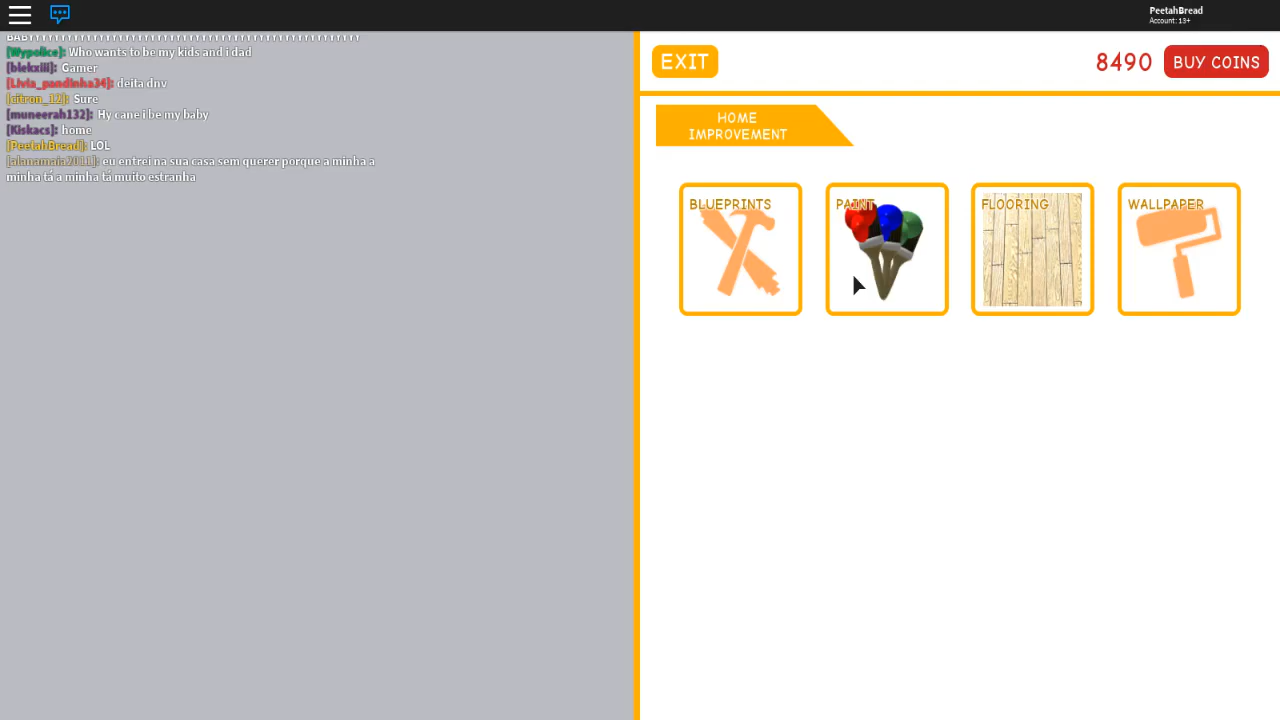 PeetahBread
Account: 13+
[Wypolice]: Who wants to be my kids and i dad
[blekxiii]: Gamer
[Livia_pandinha34]: deita dnv
[citron_12]: Sure
[muneerah132]: Hy cane i be my baby
[Kiskacs]: home
[PeetahBread]: LOL
[alanamaia2011]: eu entrei na sua casa sem querer porque a minha a
minha tá a minha tá muito estranha
EXIT
8490
BUY COINS
HOME
IMPROVEMENT
BLUEPRINTS
PAINT
FLOORING
WALLPAPER